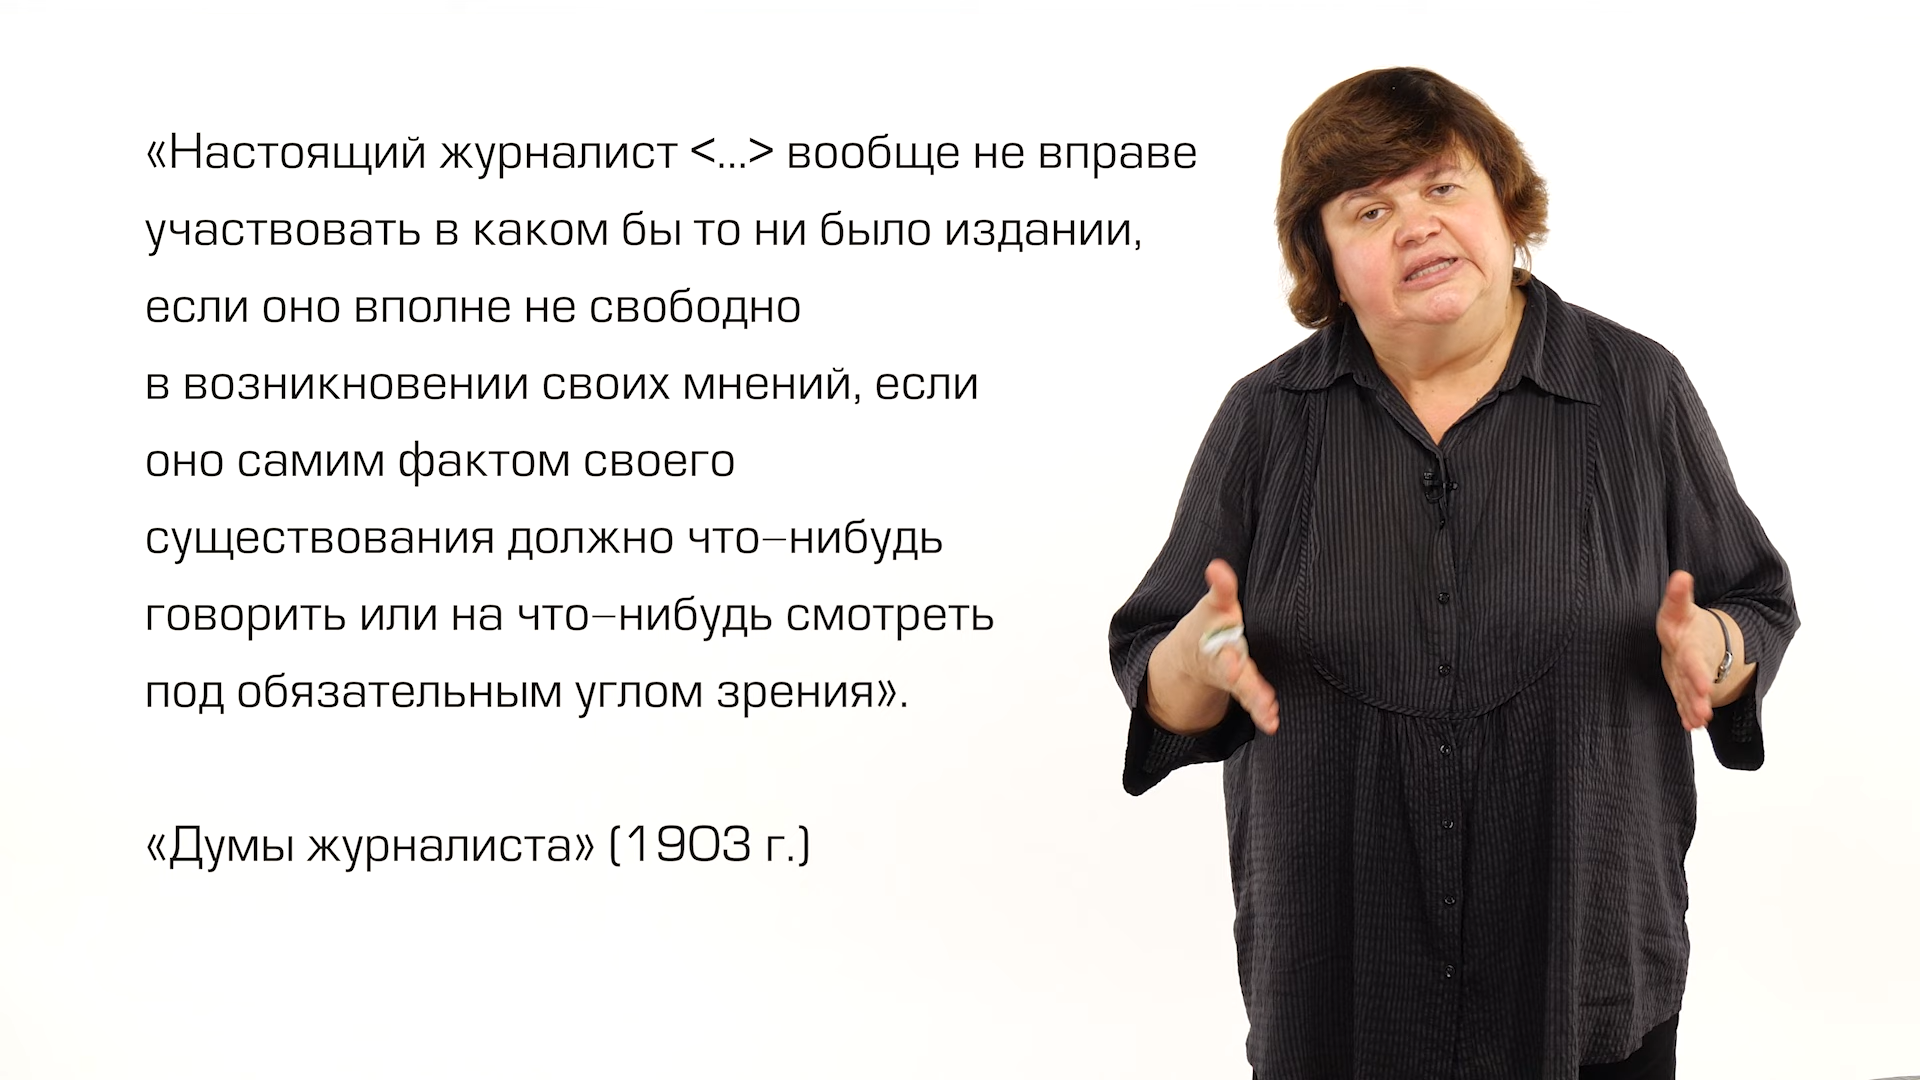 «Настоящий журналист <...> вообще не вправе
участвовать в каком бы то ни было издании,
если оно вполне не свободно
в возникновении своих мнений, если
оно самим фактом своего
существования должно что–нибудь
говорить или на что–нибудь смотреть
под обязательным углом зрения».
«Думы журналиста» (1903 г.)